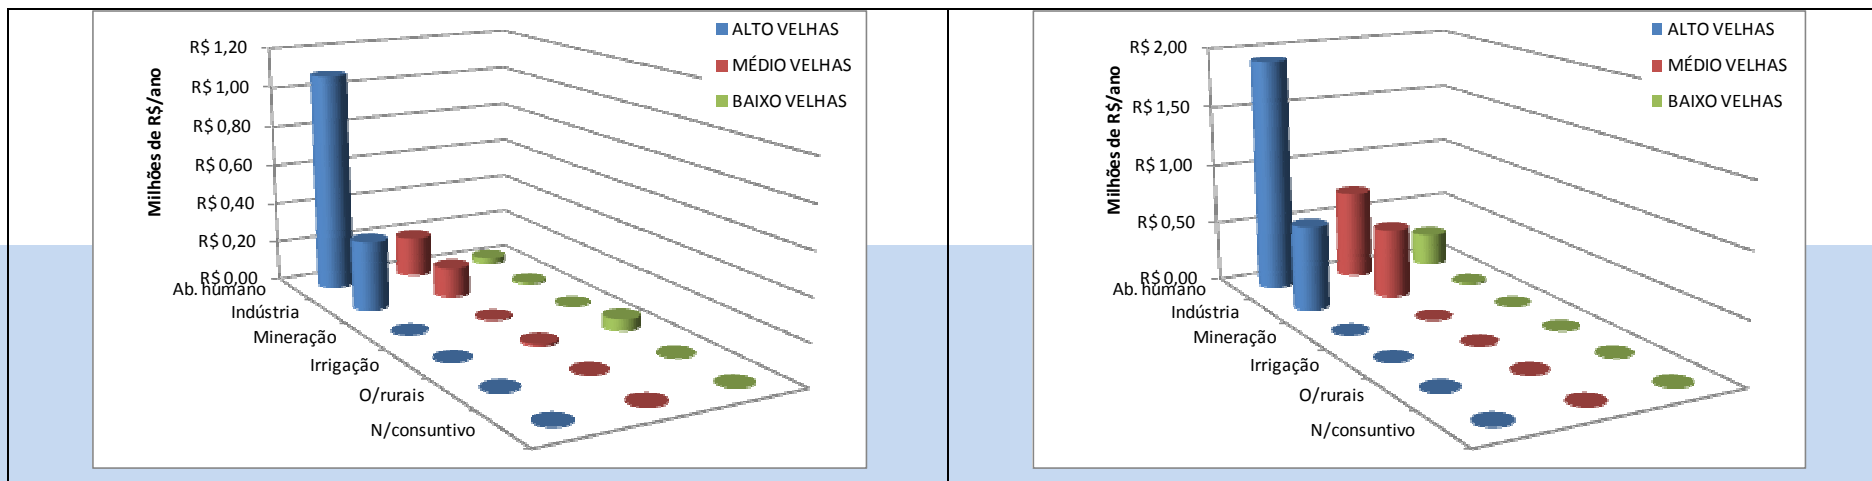 ALTO VELHAS
MÉDIO VELHAS
BAIXO VELHAS
Milhões de R$/ano
R$ 1,20
R$ 1,00
R$ 0,80
R$ 0,60
R$ 0,40
R$ 0,20
R$ 0,00
Ab. humano
Indústria
Mineração
Irrigação
O/rurais
N/consuntivo
ALTO VELHAS
MÉDIO VELHAS
BAIXO VELHAS
Milhões de R$/ano
R$ 2,00
R$ 1,50
R$ 1,00
R$ 0,50
R$ 0,00
Ab. humano
Indústria
Mineração
Irrigação
O/rurais
N/consuntivo